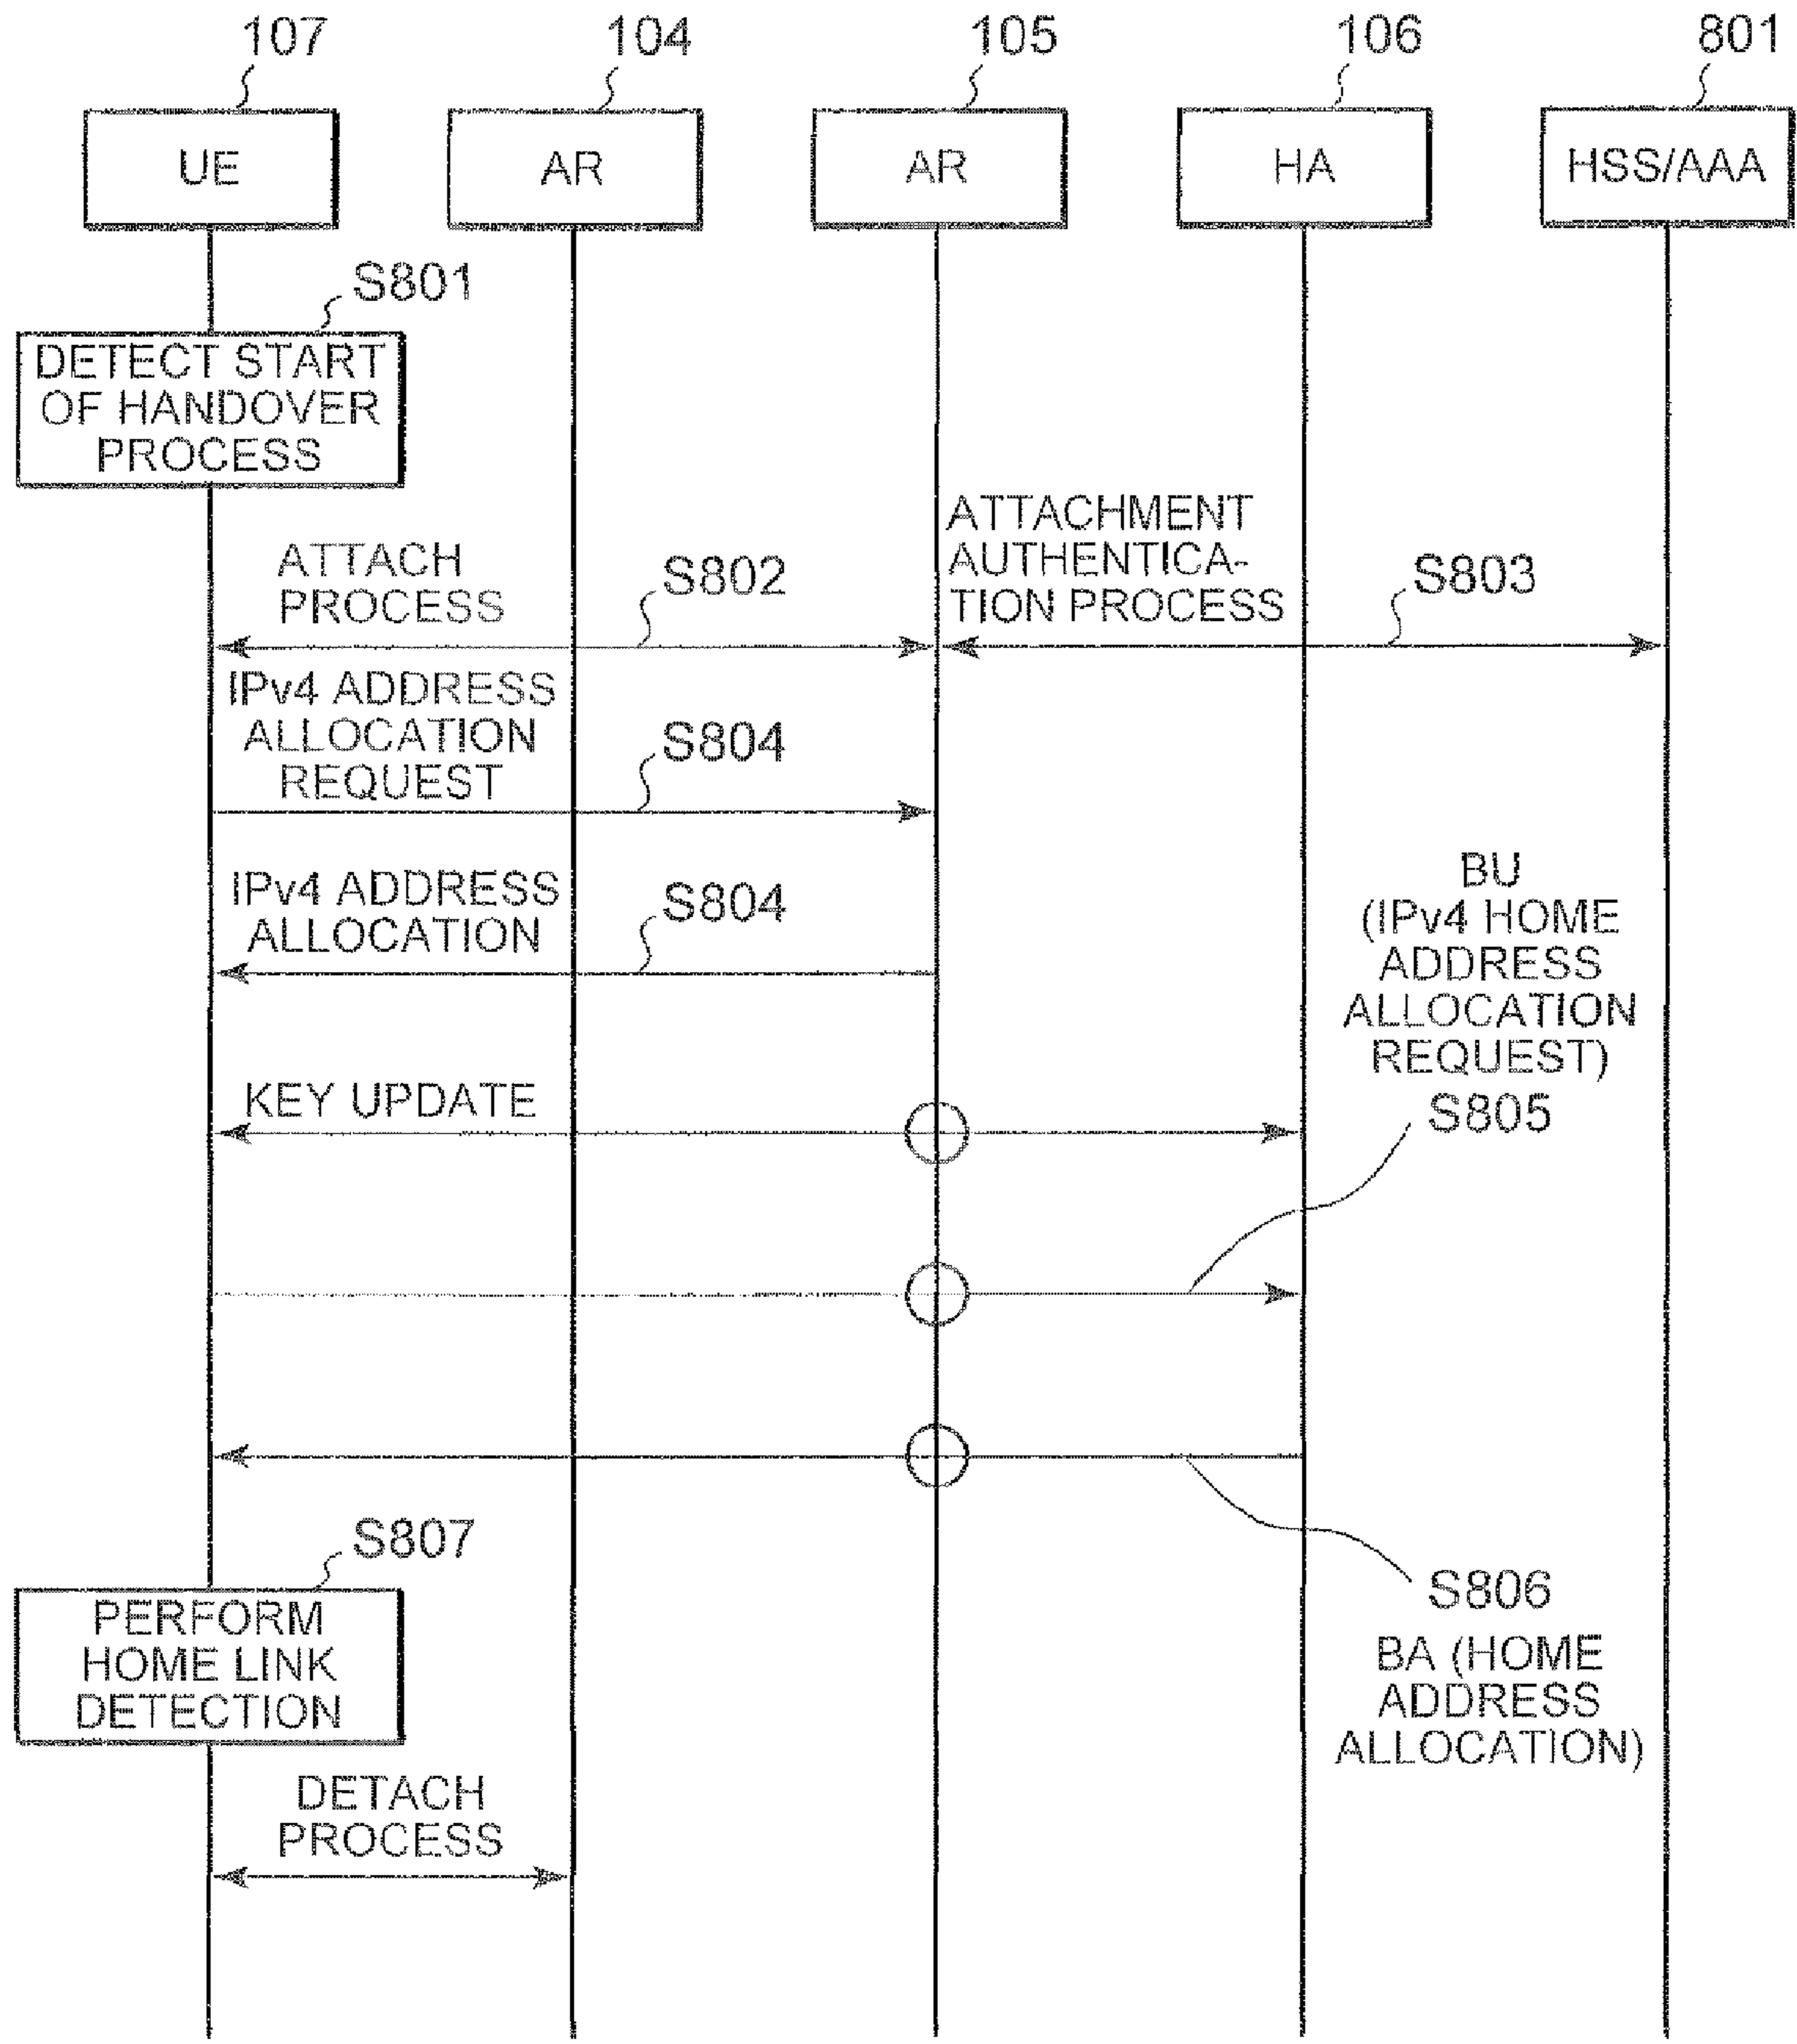 107
104
105
106
801
UE
AR
AR
HA
HSS/AAA
S801
DETECT START
OF HANDOVER
PROCESS
ATTACH
PROCESS
S802
ATTACHMENT
AUTHENTICA-
TION PROCESS
S803
IPv4 ADDRESS
ALLOCATION
REQUEST
S804
IPv4 ADDRESS
ALLOCATION
S804
BU
(IPv4 HOME
ADDRESS
ALLOCATION
REQUEST)
S805
KEY UPDATE
S807
PERFORM
HOME LINK
DETECTION
S806
BA (HOME
ADDRESS
ALLOCATION)
DETACH
PROCESS